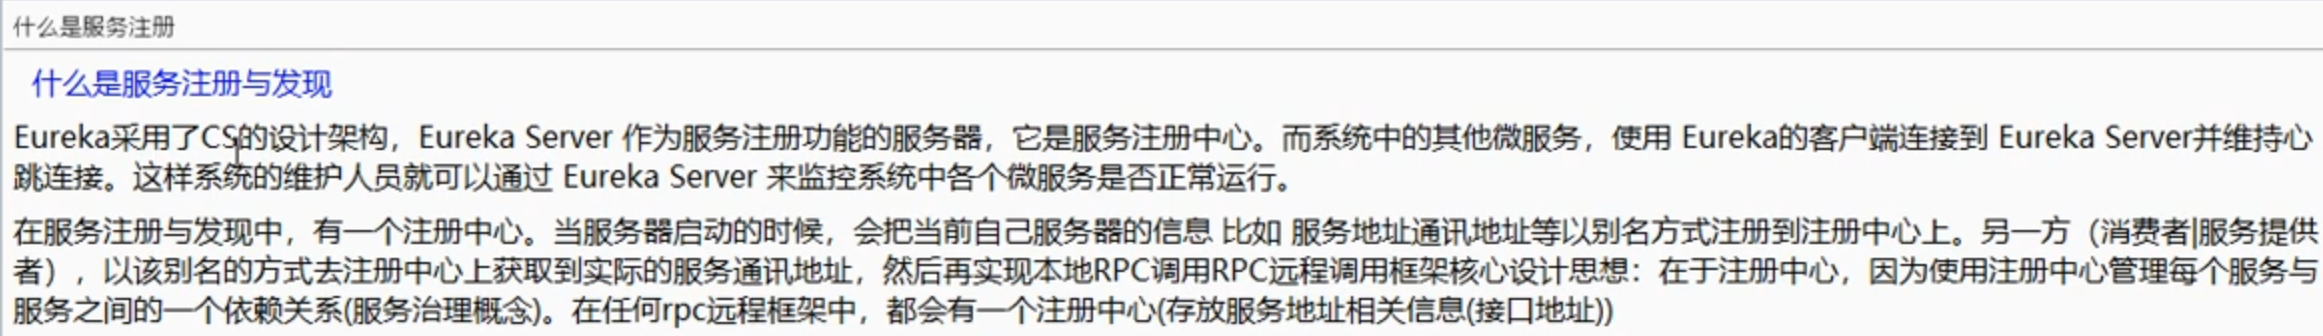 什么是服务注册
什么是服务注册与发现
Eureka采用了CS的设计架构，Eureka Server 作为服务注册功能的服务器，它是服务注册中心。而系统中的其他微服务，使用 Eureka的客户端连接到 Eureka Server并维持心
跳连接。这样系统的维护人员就可以通过 Eureka Server 来监控系统中各个微服务是否正常运行。
在服务注册与发现中，有一个注册中心。当服务器启动的时候，会把当前自己服务器的信息 比如 服务地址通讯地址等以别名方式注册到注册中心上。另一方（消费者|服务提供
者），以该别名的方式去注册中心上获取到实际的服务通讯地址，然后再实现本地RPC调用RPC远程调用框架核心设计思想：在于注册中心，因为使用注册中心管理每个服务与
服务之间的一个依赖关系(服务治理概念)。在任何rpc远程框架中，都会有一个注册中心(存放服务地址相关信息(接口地址))